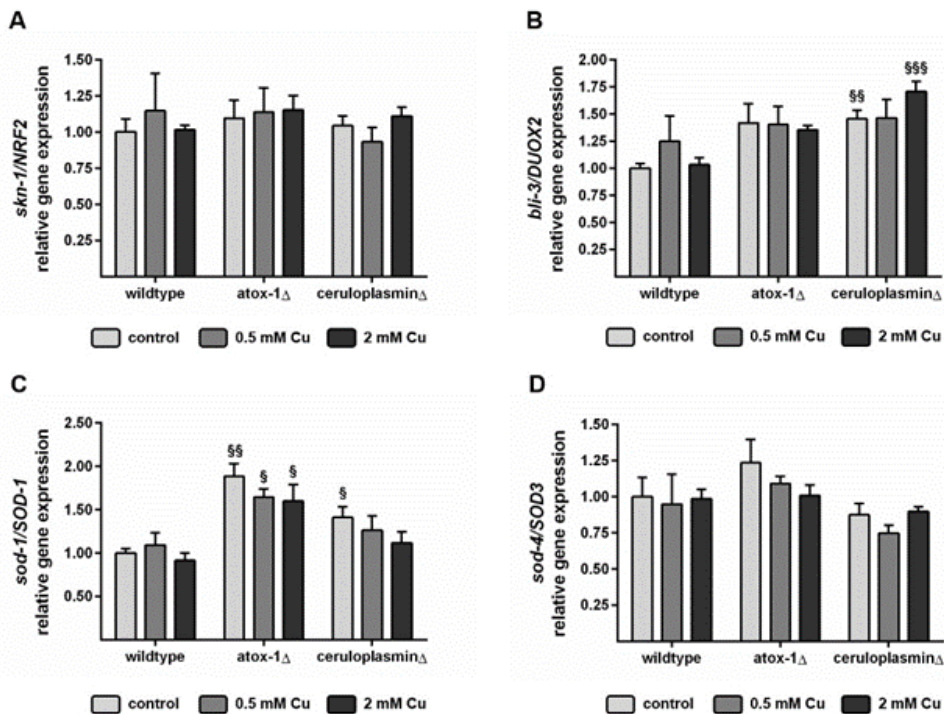 A
skn-1/NRF2
relative gene expression
1.50
1.25
1.00
0.75
0.50
0.25
wildtype
atox-1Δ
ceruloplasminΔ
control
0.5 mM Cu
2 mM Cu
B
bli-3/DUOX2
relative gene expression
2.00
1.75
1.50
1.25
1.00
0.75
0.50
0.25
§§
§§§
wildtype
atox-1Δ
ceruloplasminΔ
control
0.5 mM Cu
2 mM Cu
C
sod-1/SOD-1
relative gene expression
2.50
2.00
1.50
1.00
0.50
§§
§
§
§
wildtype
atox-1Δ
ceruloplasminΔ
control
0.5 mM Cu
2 mM Cu
D
sod-4/SOD3
relative gene expression
1.50
1.25
1.00
0.75
0.50
0.25
wildtype
atox-1Δ
ceruloplasminΔ
control
0.5 mM Cu
2 mM Cu